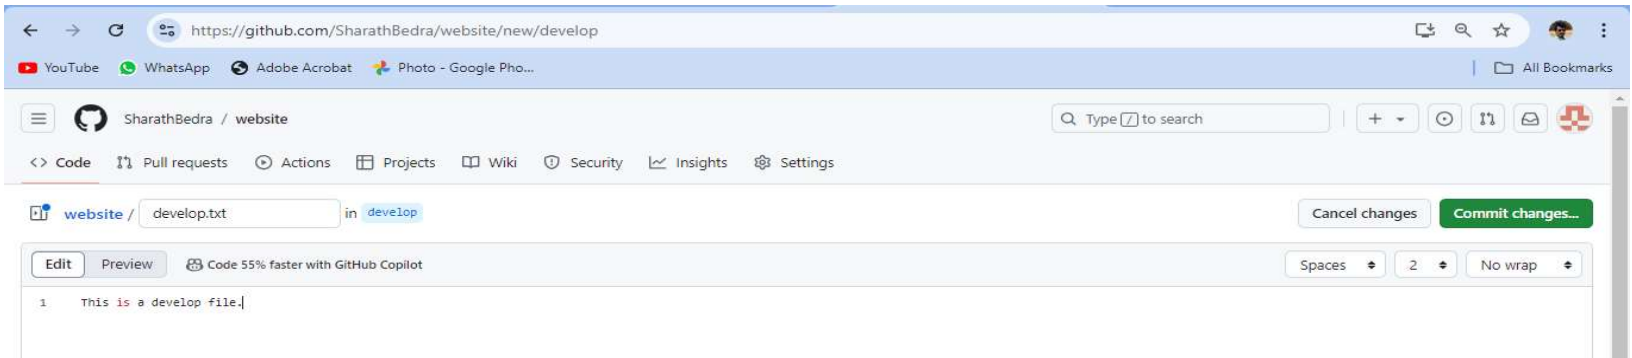 https://github.com/SharathBedra/website/new/develop
YouTube WhatsApp Adobe Acrobat Photo - Google Pho... All Bookmarks
SharathBedra / website Type / to search
<> Code Pull requests Actions Projects Wiki Security Insights Settings
website / develop.txt in develop Cancel changes Commit changes...
Edit Preview Code 55% faster with GitHub Copilot Spaces 2 No wrap
1 This is a develop file.